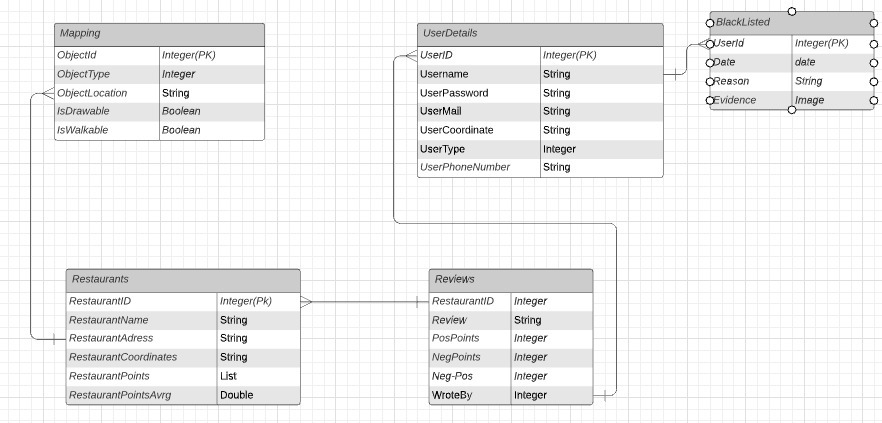 Mapping
ObjectId Integer(PK)
ObjectType Integer
ObjectLocation String
IsDrawable Boolean
IsWalkable Boolean
UserDetails
UserID Integer(PK)
Username String
UserPassword String
UserMail String
UserCoordinate String
UserType Integer
UserPhoneNumber String
BlackListed
UserId Integer(PK)
Date date
Reason String
Evidence Image
Restaurants
RestaurantID Integer(Pk)
RestaurantName String
RestaurantAdress String
RestaurantCoordinates String
RestaurantPoints List
RestaurantPointsAvrg Double
Reviews
RestaurantID Integer
Review String
PosPoints Integer
NegPoints Integer
Neg-Pos Integer
WroteBy Integer